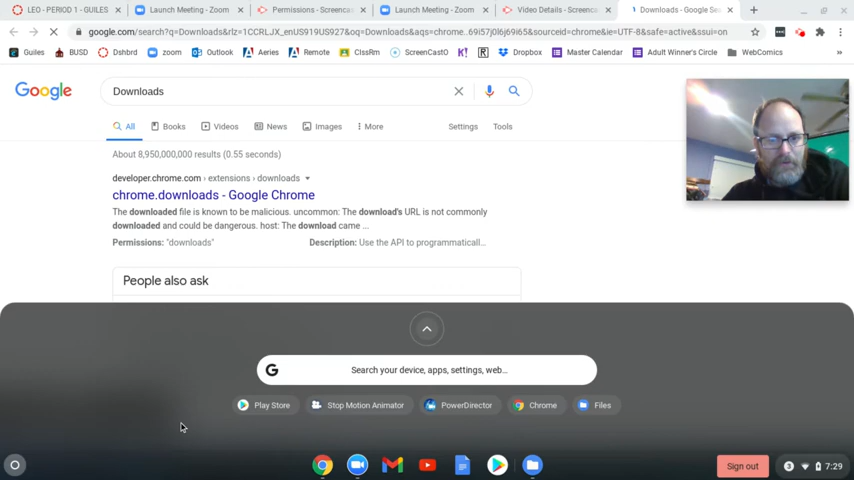 LEO - PERIOD 1 - GUILES
Launch Meeting - Zoom
Permissions - Screencas
Launch Meeting - Zoom
Video Details - Screencas
Downloads - Google Sea
google.com/search?q=Downloads&rlz=1CCRLJX_enUS919US927&oq=Downloads&aqs=chrome..69i57j0l6j69i65&sourceid=chrome&ie=UTF-8&safe=active&ssui=on
Guiles BUSD Dshbrd zoom Outlook Aeries Remote ClssRm ScreenCastO K! Dropbox Master Calendar Adult Winner's Circle WebComics »
Google
Downloads
All Books Videos News Images More Settings Tools
About 8,950,000,000 results (0.55 seconds)
developer.chrome.com › extensions › downloads
chrome.downloads - Google Chrome
The downloaded file is known to be malicious. uncommon: The download's URL is not commonly
downloaded and could be dangerous. host: The download came ...
Permissions: "downloads" Description: Use the API to programmaticall...
People also ask
G Search your device, apps, settings, web...
Play Store Stop Motion Animator PowerDirector Chrome Files
Sign out 3 7:29